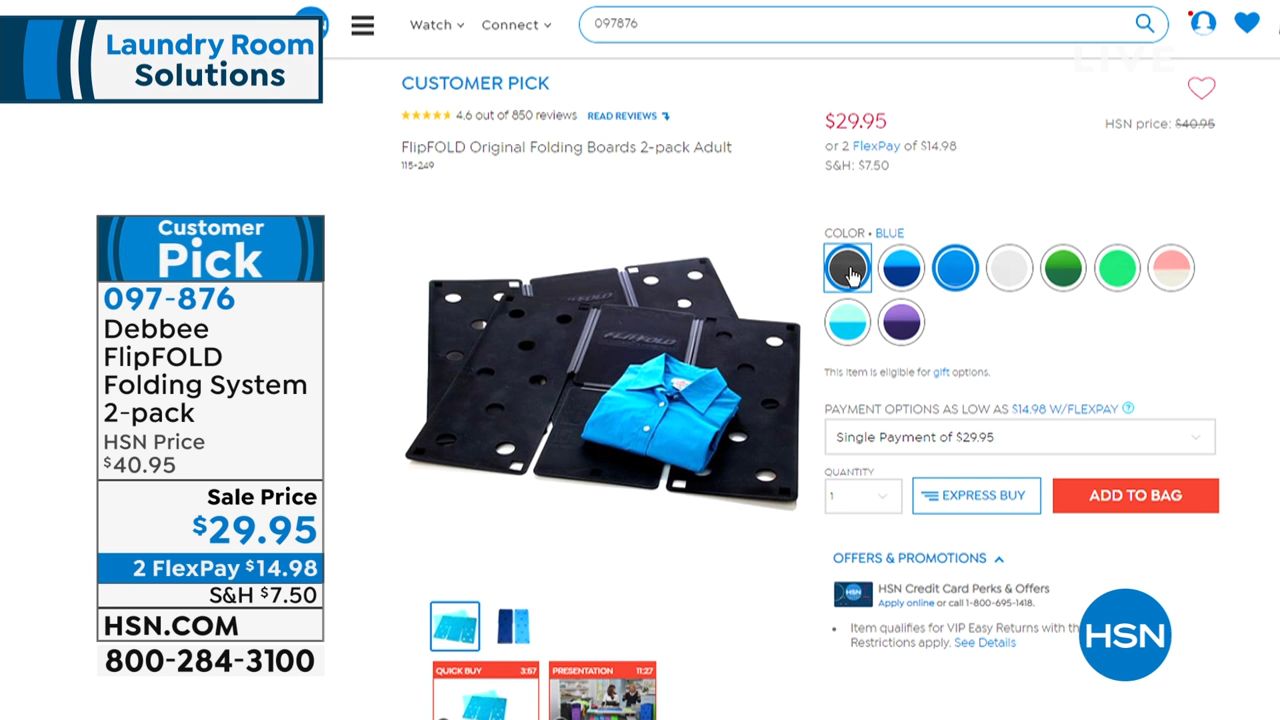 Laundry Room
Solutions
Watch
Connect
097876
LIVE
Customer
Pick
097-876
Debbee
FlipFOLD
Folding System
2-pack
HSN Price
$40.95
Sale Price
$29.95
2 FlexPay $14.98
S&H $7.50
HSN.COM
800-284-3100
CUSTOMER PICK
4.6 out of 850 reviews READ REVIEWS
FlipFOLD Original Folding Boards 2-pack Adult
115-249
FLIPFOLD
FLIPFOLD
QUICK BUY 3:57
PRESENTATION 11:27
$29.95
HSN price: $40.95
or 2 FlexPay of $14.98
S&H: $7.50
COLOR • BLUE
This item is eligible for gift options.
PAYMENT OPTIONS AS LOW AS $14.98 W/FLEXPAY ?
Single Payment of $29.95
QUANTITY
1
EXPRESS BUY
ADD TO BAG
OFFERS & PROMOTIONS
HSN
HSN Credit Card Perks & Offers
Apply online or call 1-800-695-1418.
• Item qualifies for VIP Easy Returns with
Restrictions apply. See Details
HSN